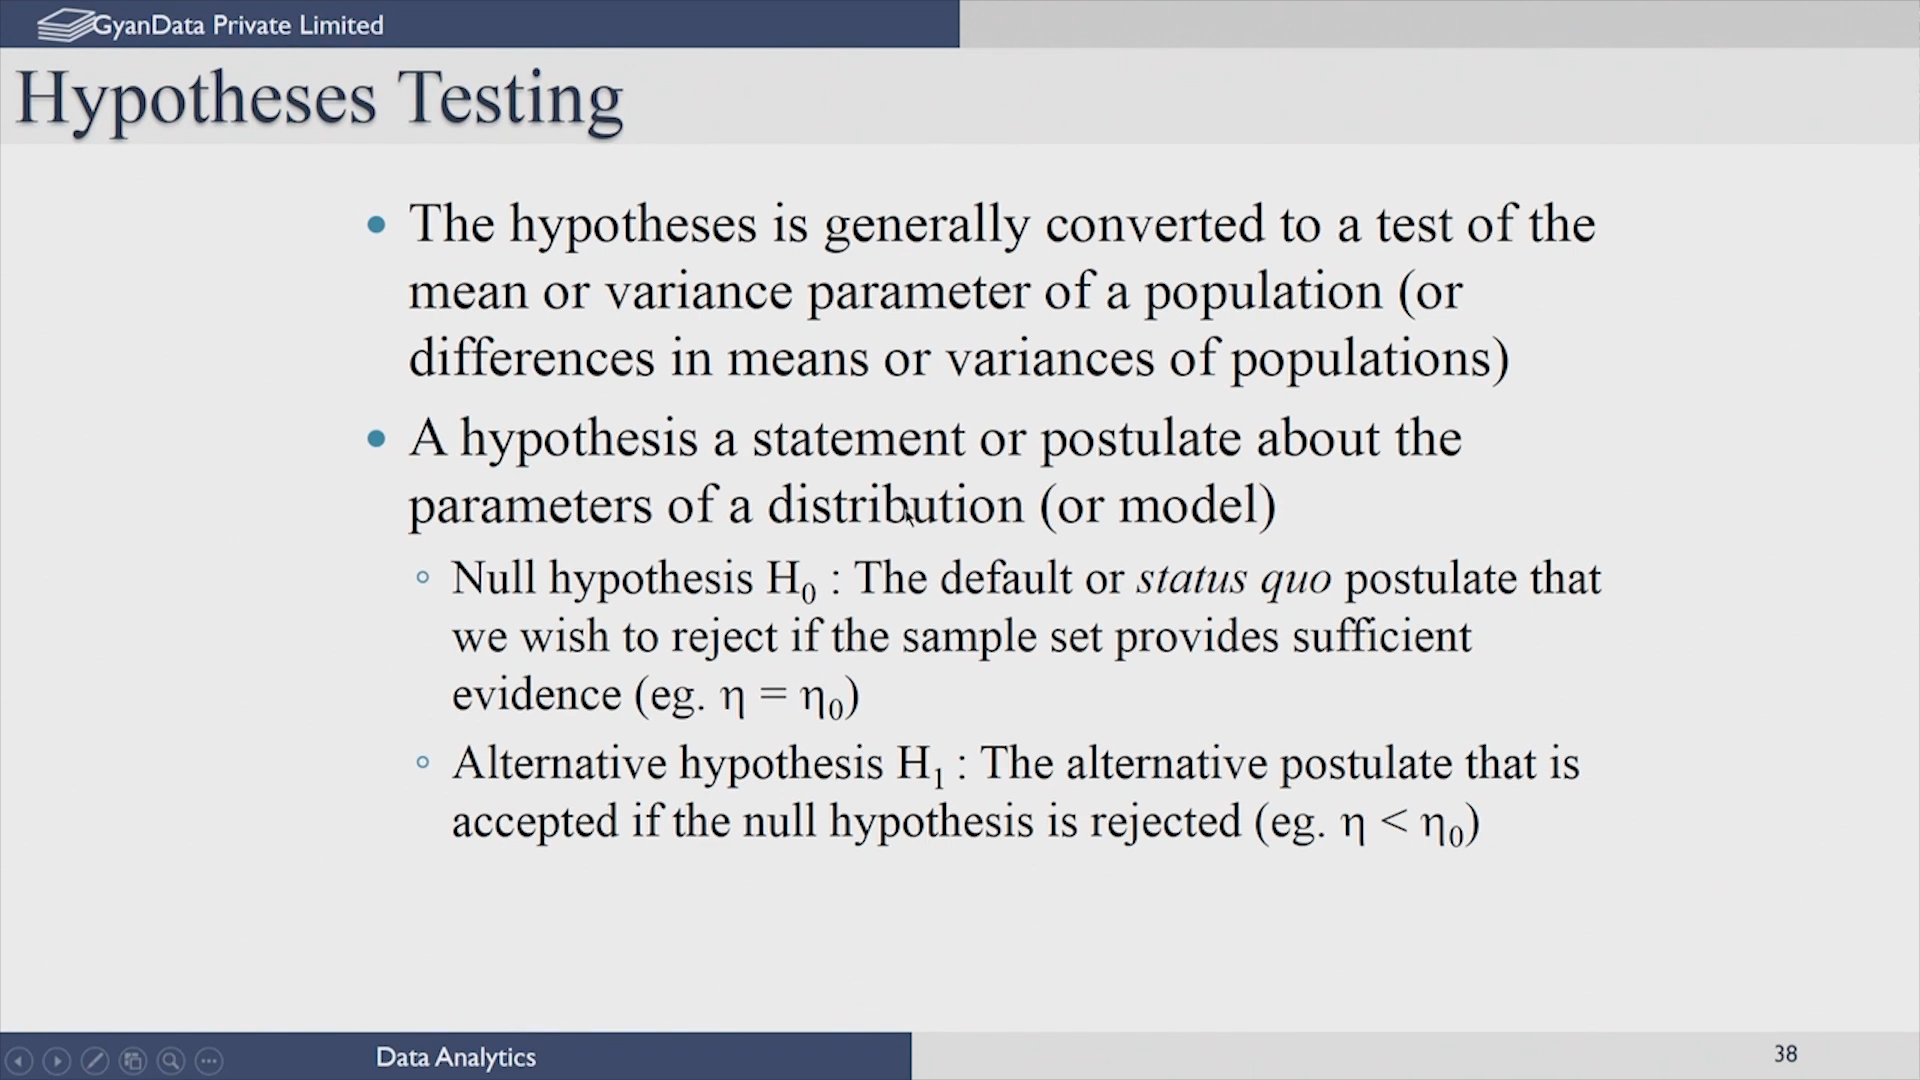 GyanData Private Limited
Hypotheses Testing
• The hypotheses is generally converted to a test of the
mean or variance parameter of a population (or
differences in means or variances of populations)
• A hypothesis a statement or postulate about the
parameters of a distribution (or model)
◦ Null hypothesis H₀ : The default or status quo postulate that
we wish to reject if the sample set provides sufficient
evidence (eg. η = η₀)
◦ Alternative hypothesis H₁ : The alternative postulate that is
accepted if the null hypothesis is rejected (eg. η < η₀)
Data Analytics
38